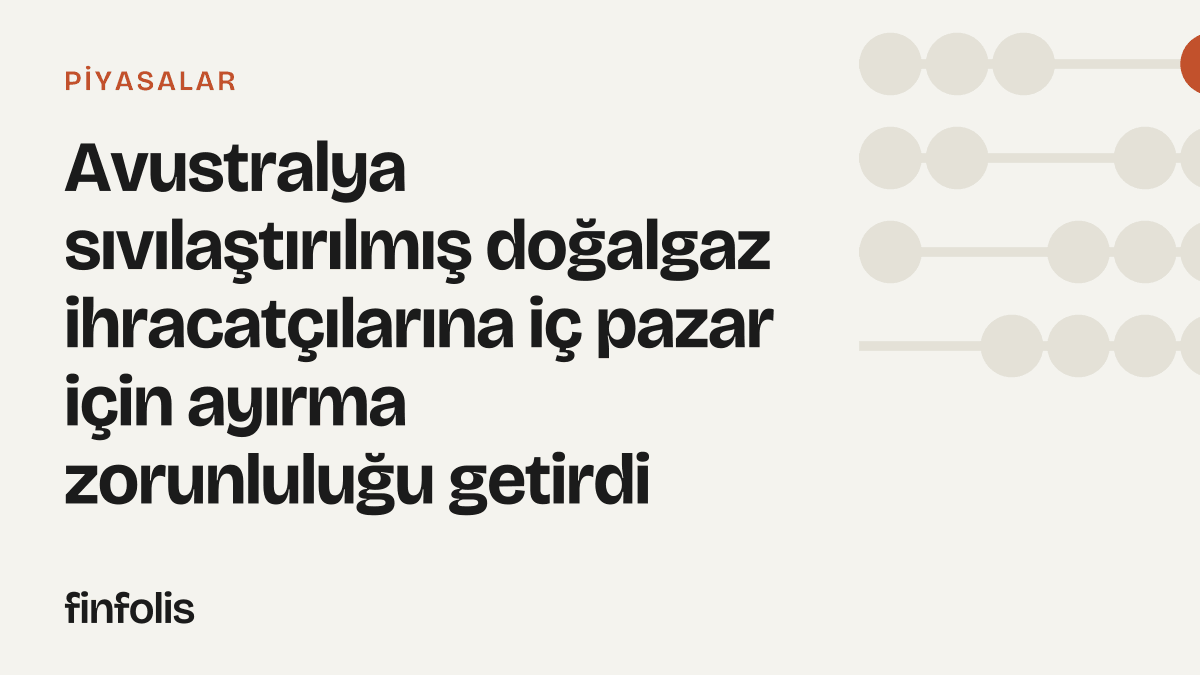 PİYASALAR
Avustralya
sıvılaştırılmış doğalgaz
ihracatçılarına iç pazar
için ayırma
zorunluluğu getirdi
finfolis